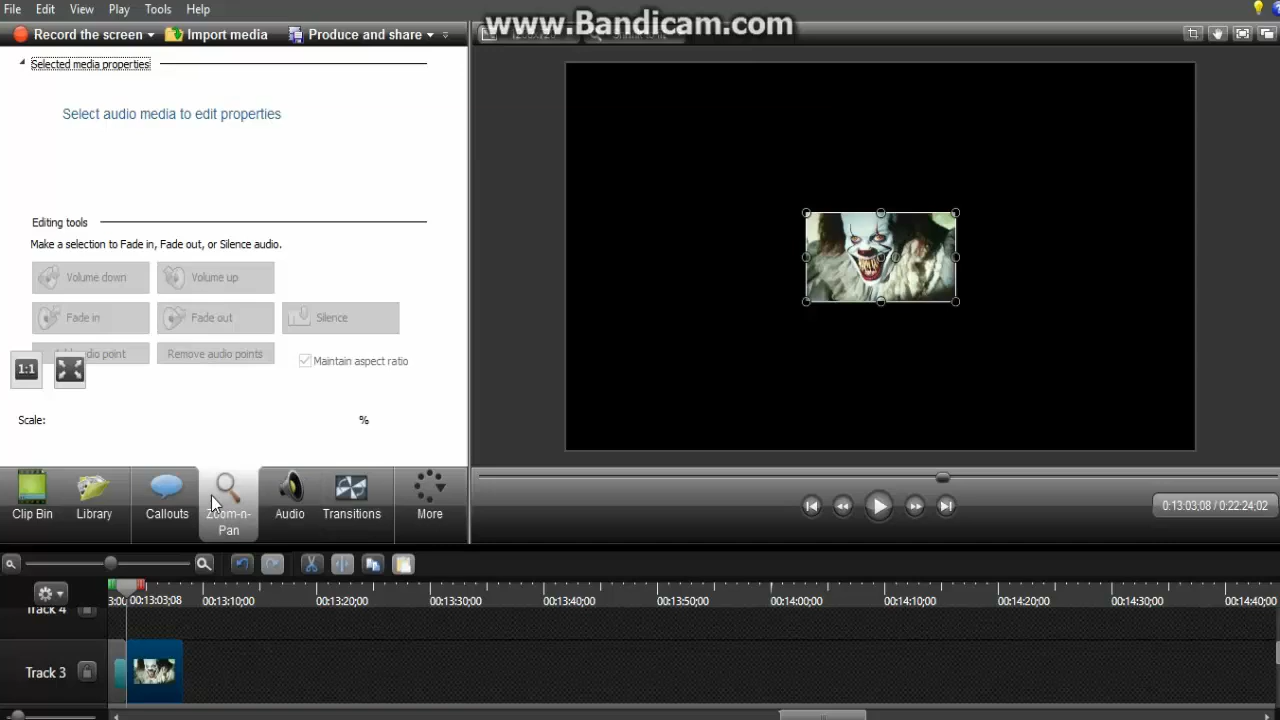 File Edit View Play Tools Help
www.Bandicam.com
Record the screen Import media Produce and share
Selected media properties
Select audio media to edit properties
Editing tools
Make a selection to Fade in, Fade out, or Silence audio.
Volume down Volume up
Fade in Fade out Silence
Remove audio points Maintain aspect ratio
1:1
Scale: %
Clip Bin Library Callouts Zoom-n-Pan Audio Transitions More
0:13:03;08 / 0:22:24;02
00:13:03;08 00:13:10;00 00:13:20;00 00:13:30;00 00:13:40;00 00:13:50;00 00:14:00;00 00:14:10;00 00:14:20;00 00:14:30;00 00:14:40;00
Track 4
Track 3